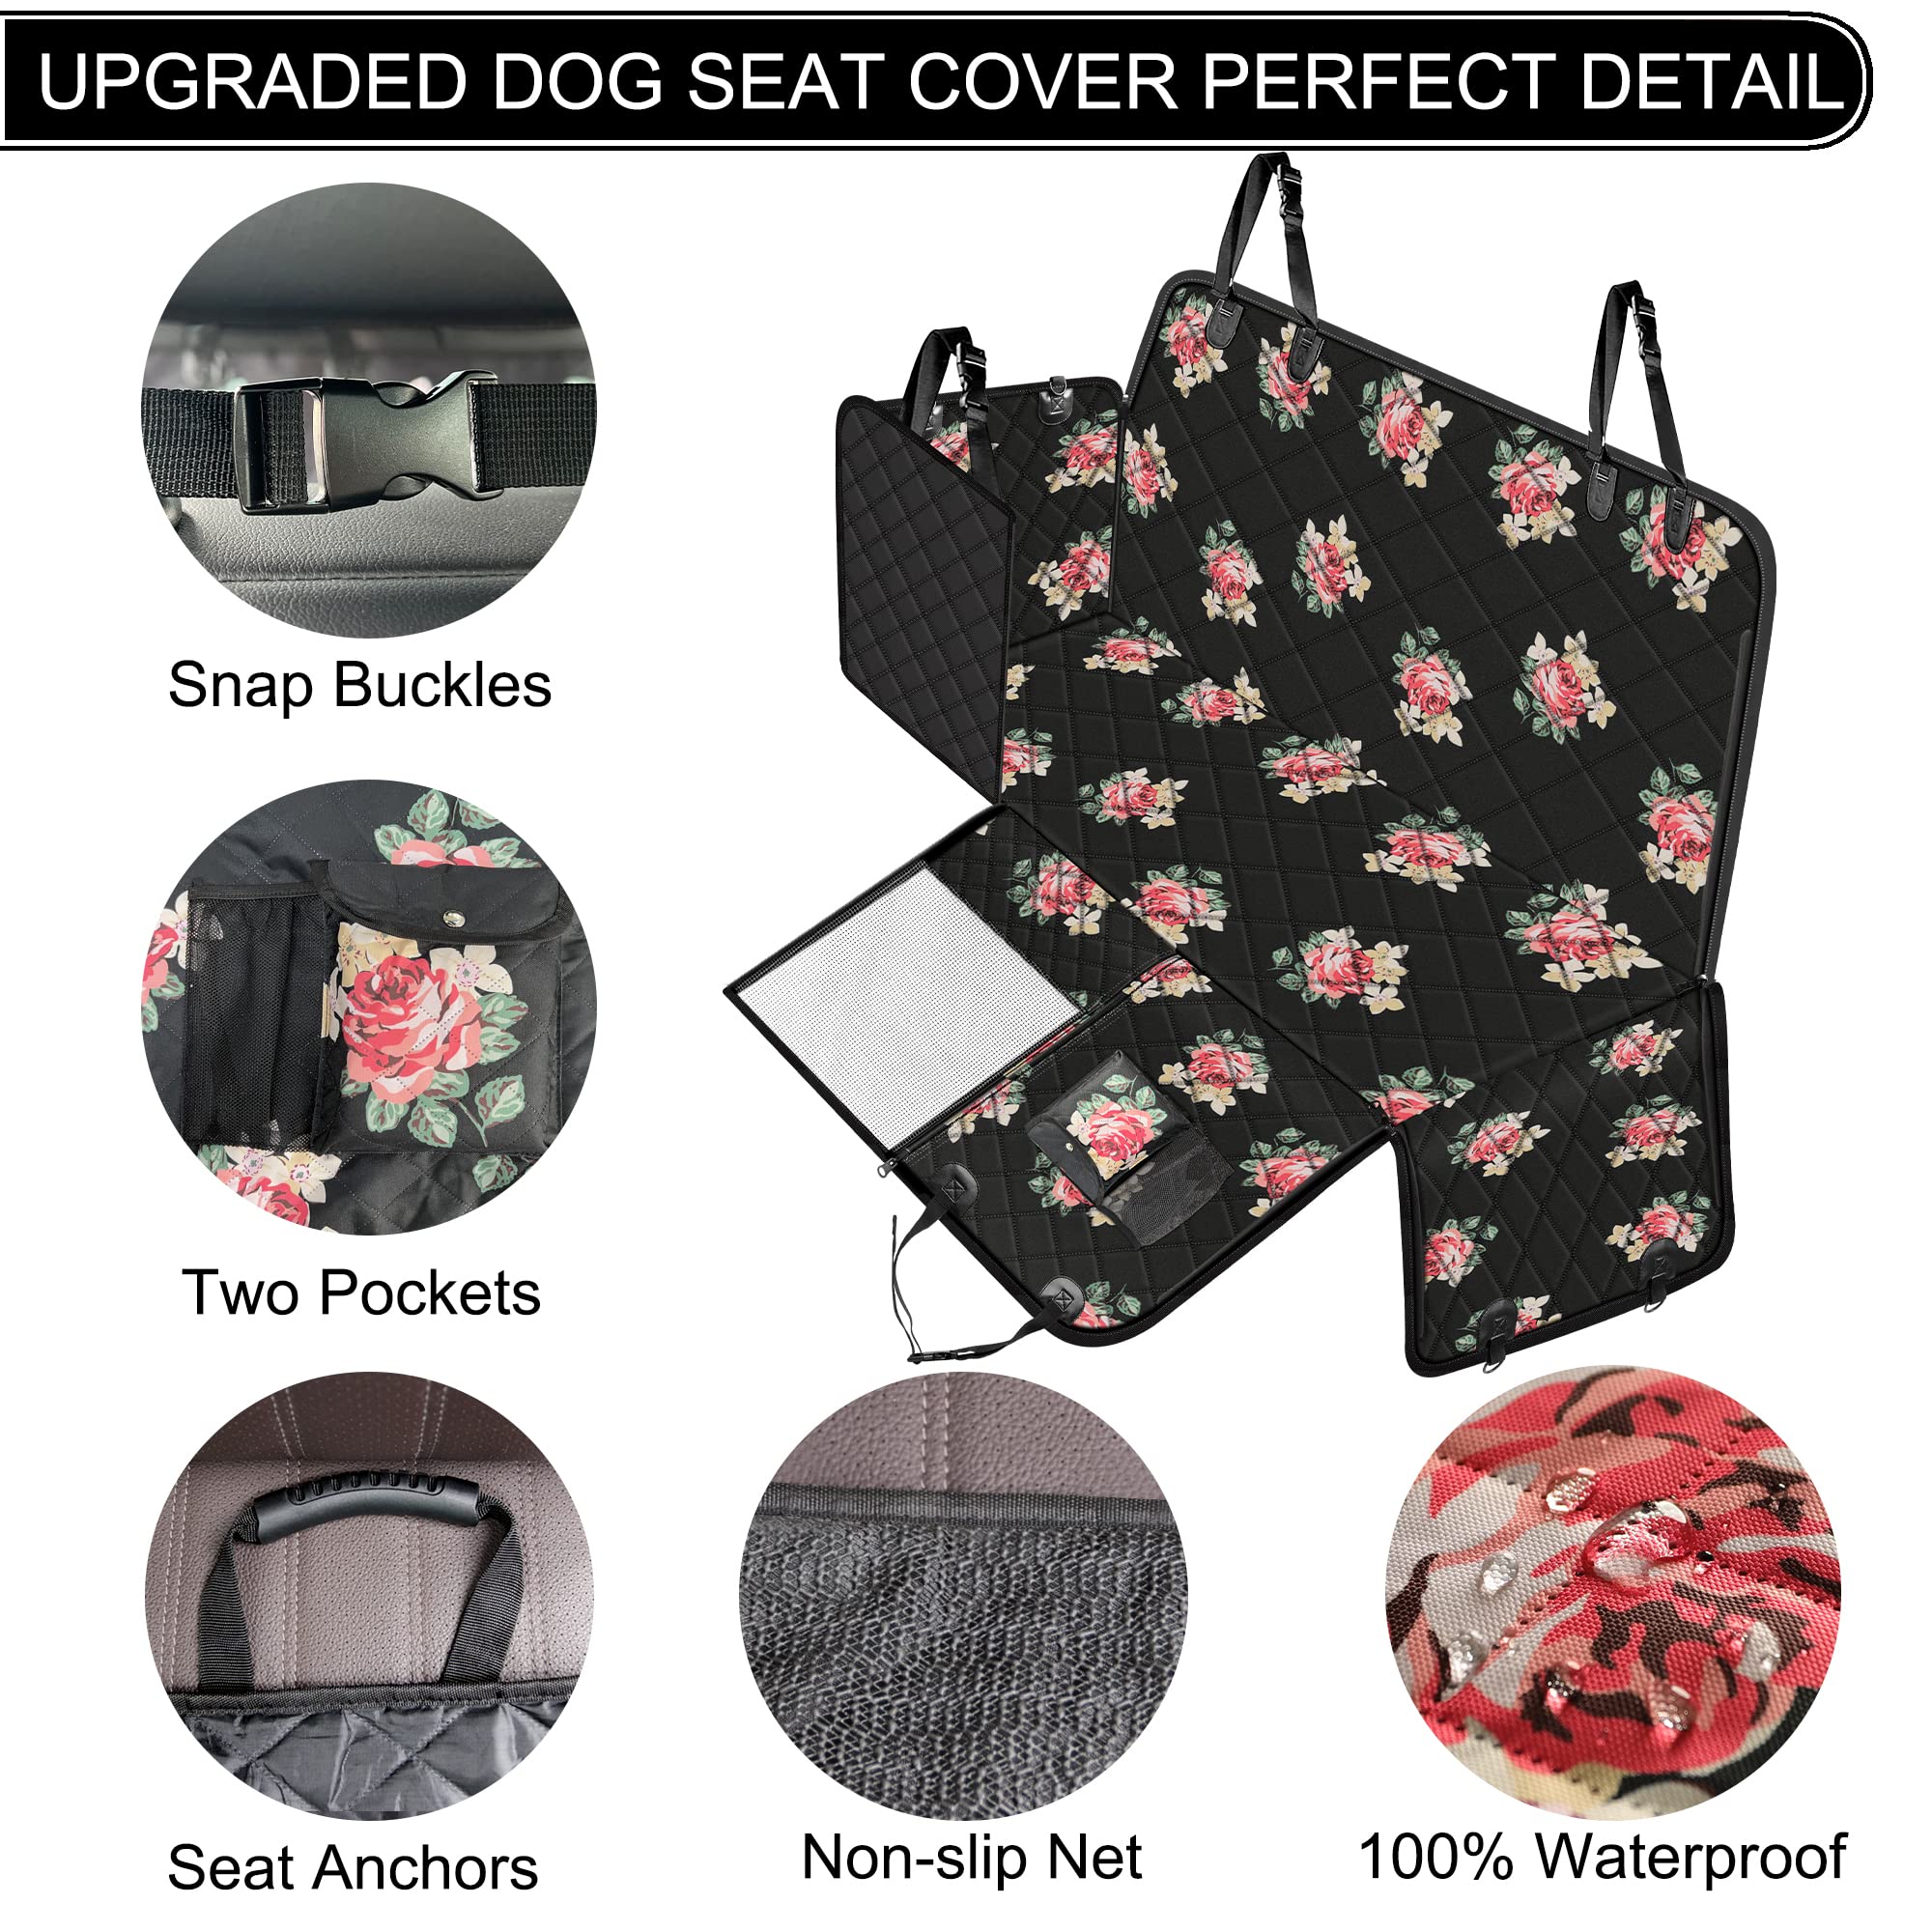 UPGRADED DOG SEAT COVER PERFECT DETAIL
Snap Buckles
Two Pockets
Seat Anchors
Non-slip Net
100% Waterproof